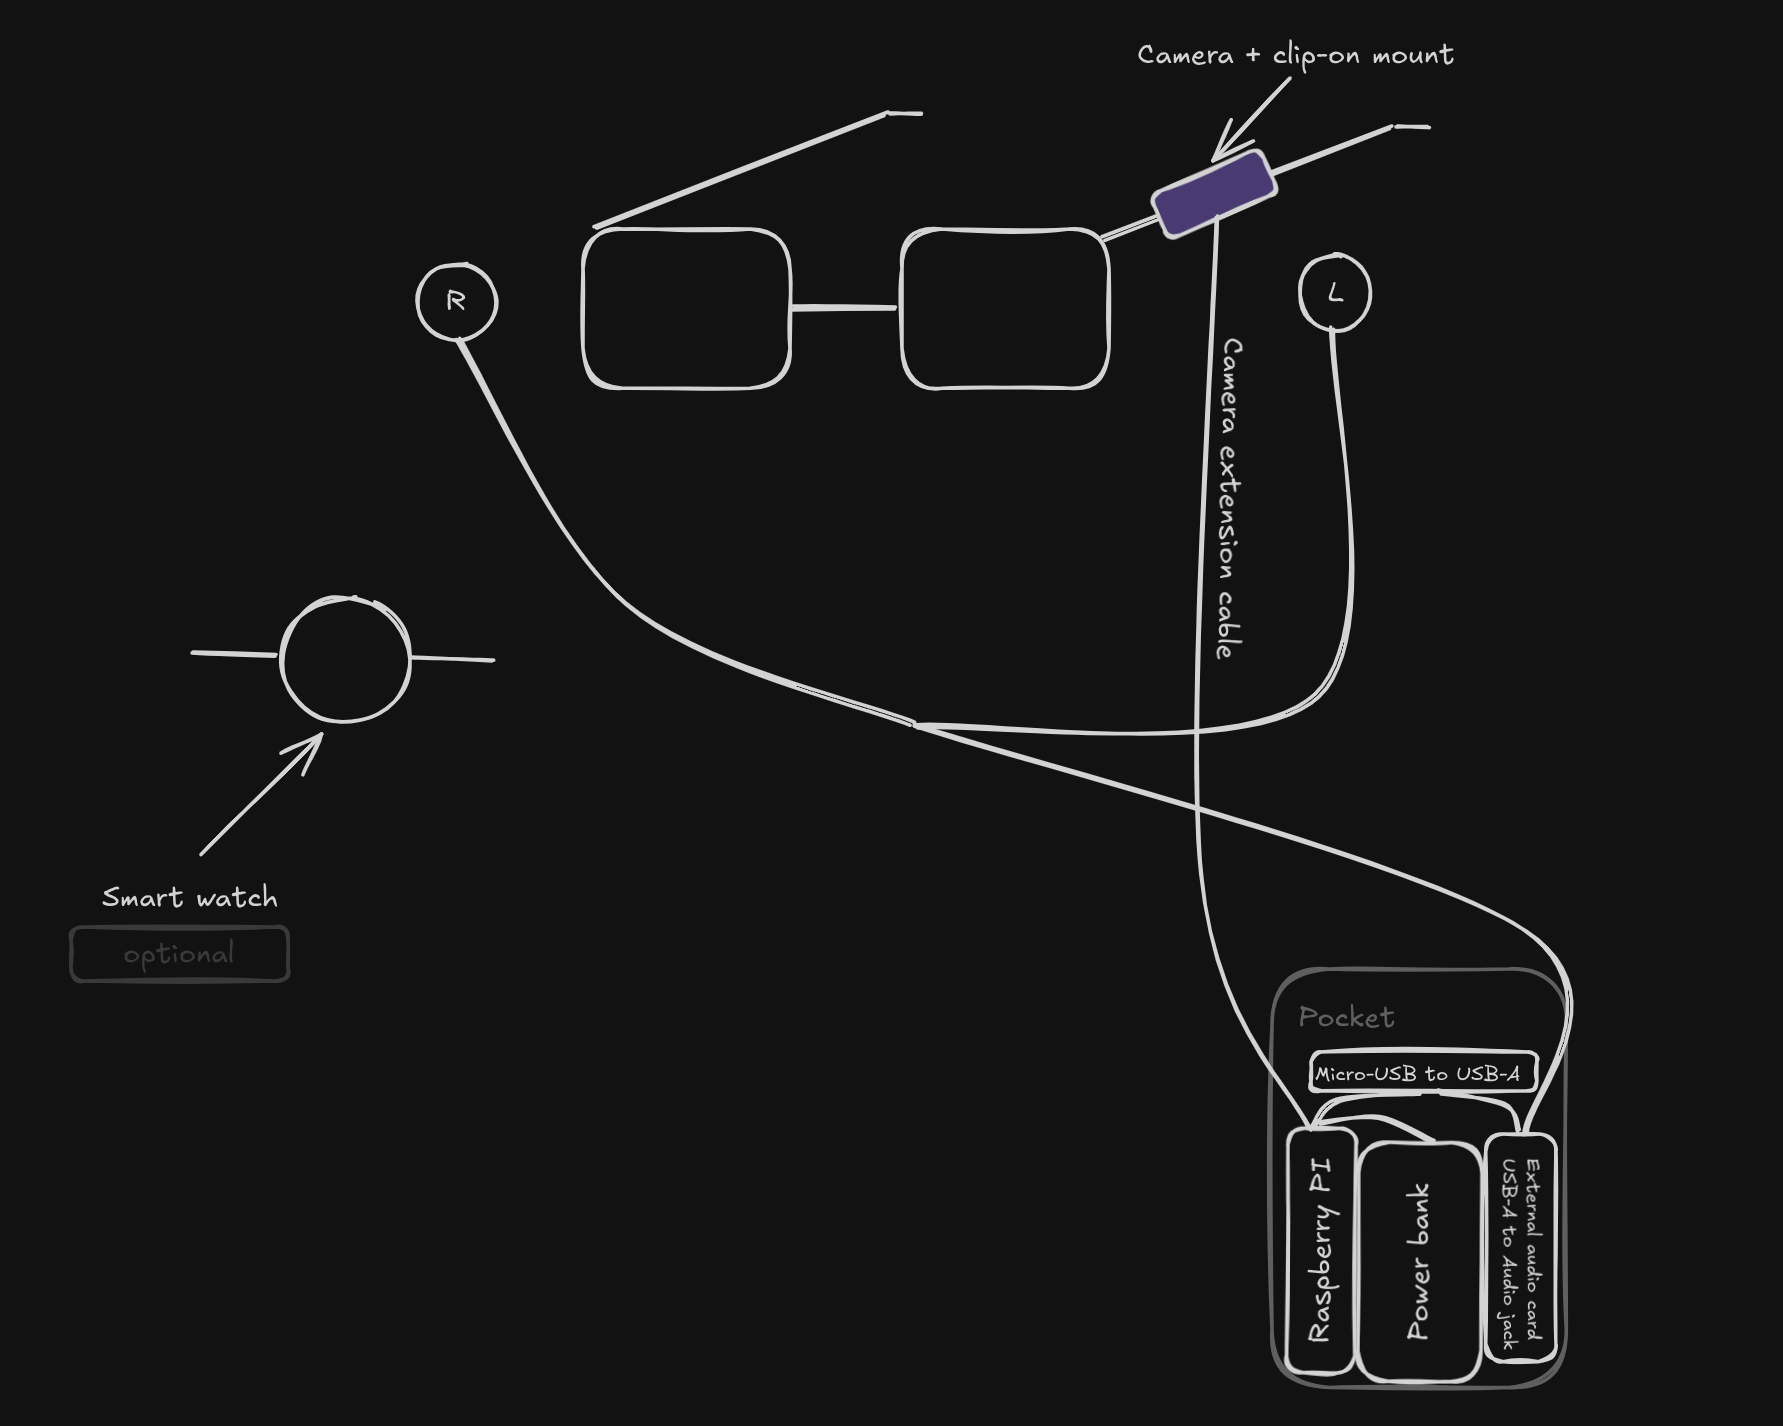 Camera + clip-on mount
R
L
Camera extension cable
Smart watch
optional
Pocket
Micro-USB to USB-A
Raspberry PI
Power bank
External audio card
USB-A to Audio jack